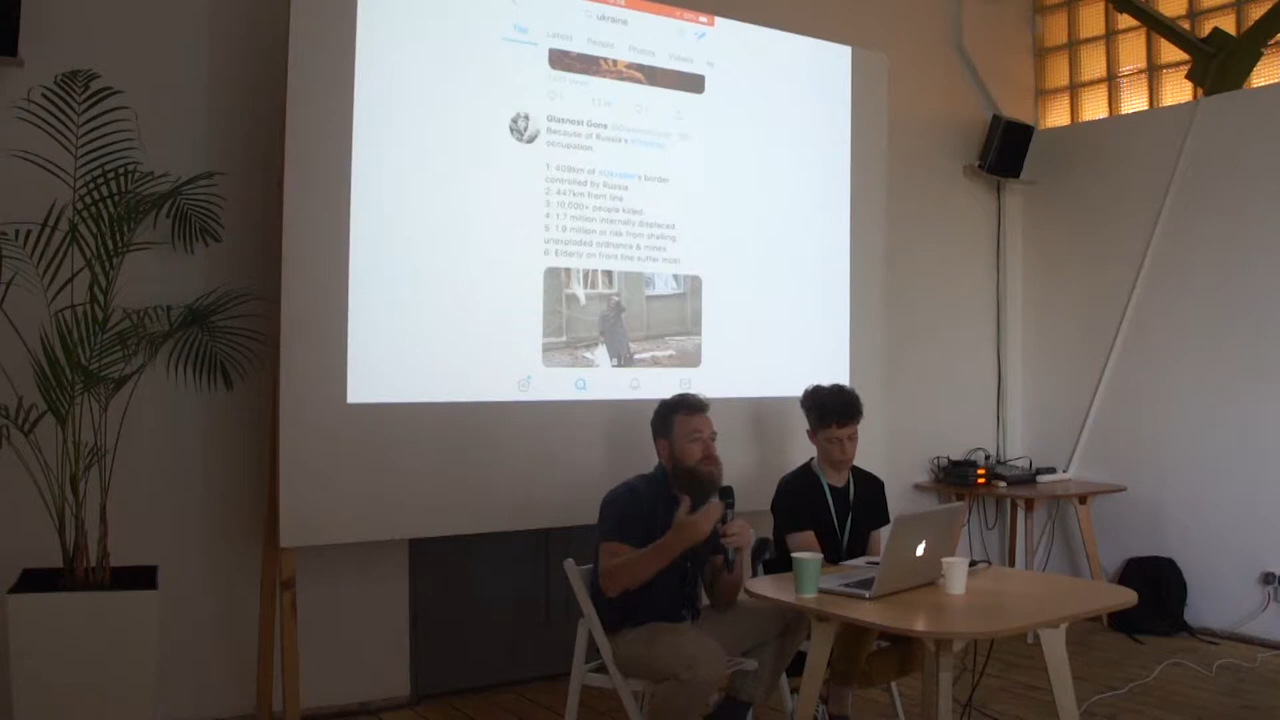 ukraine
Top Latest People Photos Videos
Glasnost Gone
Because of Russia's
occupation.
1: 409km of #Ukraine's border
controlled by Russia
2: 447km front line
3: 10,000+ people killed.
4: 1.7 million internally displaced.
5: 1.9 million at risk from shelling,
unexploded ordnance & mines
6: Elderly on front line suffer most.